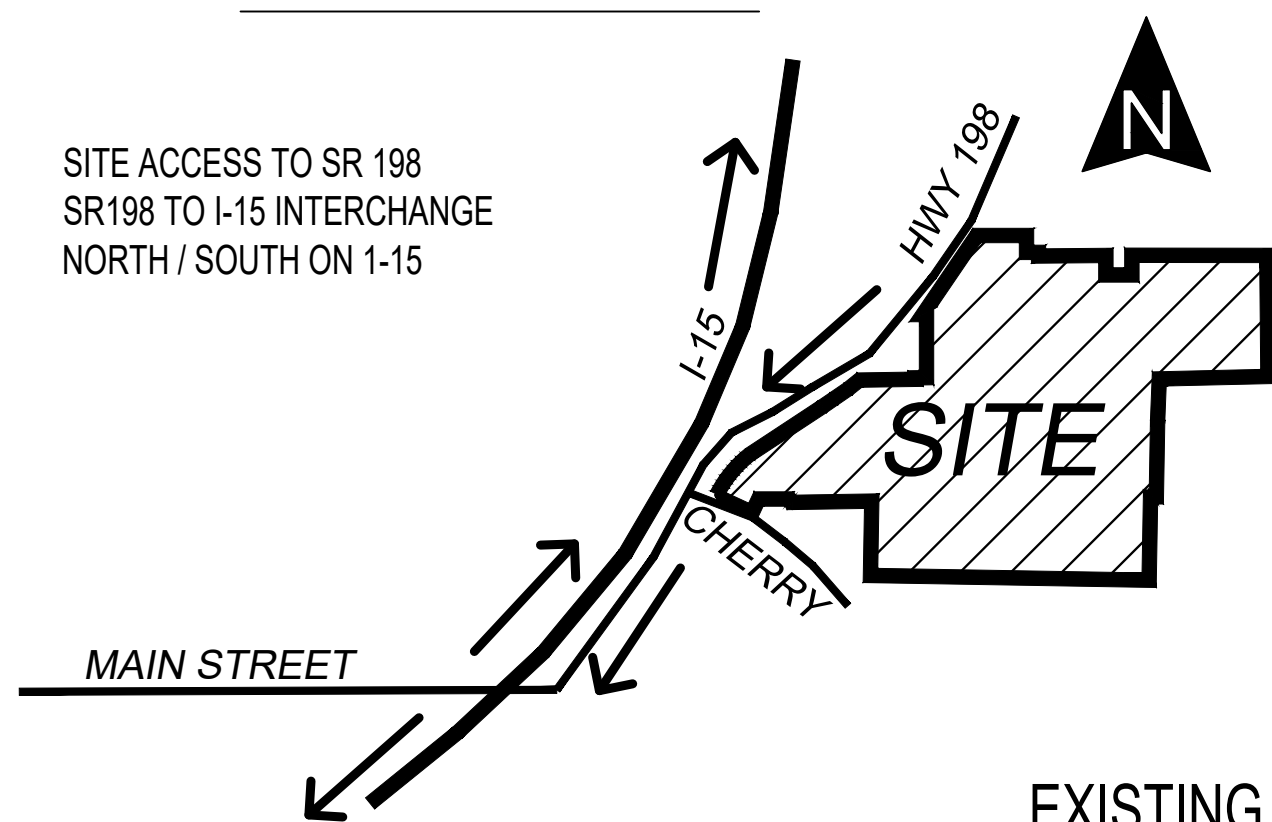 N
HWY 198
SITE ACCESS TO SR 198
SR198 TO I-15 INTERCHANGE
NORTH / SOUTH ON 1-15
I-15
SITE
CHERRY
MAIN STREET
EXISTING